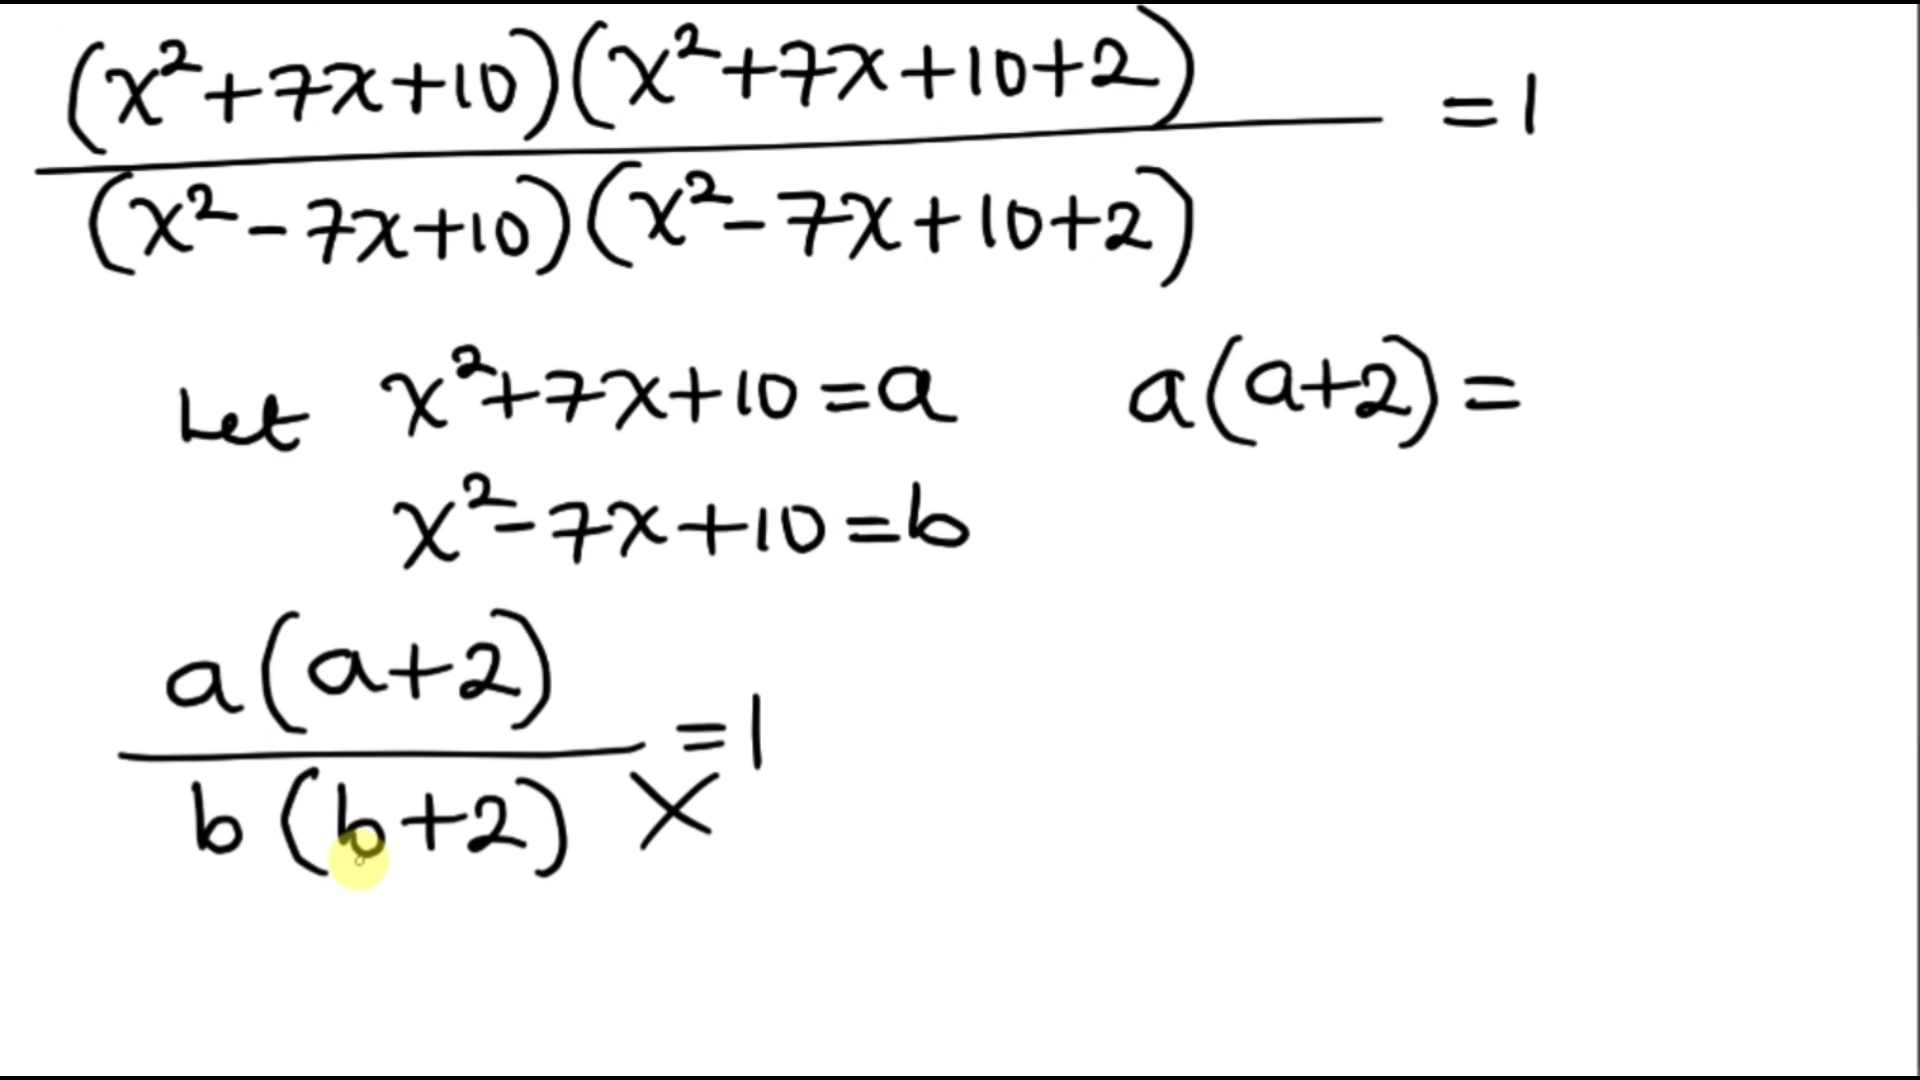 (x²+7x+10)(x²+7x+10+2)
= 1
(x²-7x+10)(x²-7x+10+2)
Let x²+7x+10=a a(a+2)=
x²-7x+10=b
a(a+2)
=1
b(b+2) ×